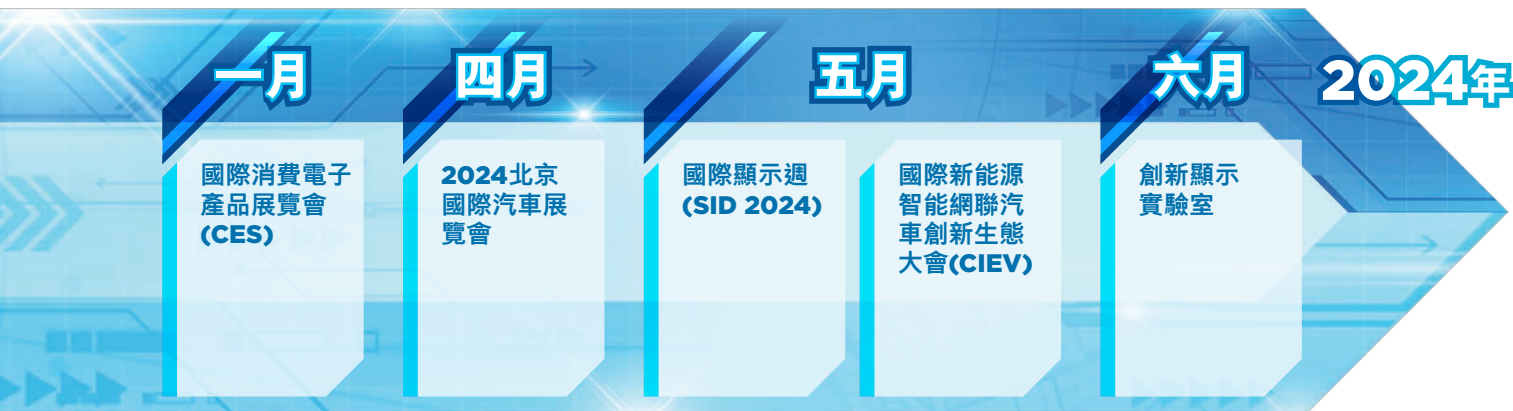 一月
四月
五月
六月
2024年
國際消費電子
產品展覽會
(CES)
2024北京
國際汽車展
覽會
國際顯示週
(SID 2024)
國際新能源
智能網聯汽
車創新生態
大會(CIEV)
創新顯示
實驗室